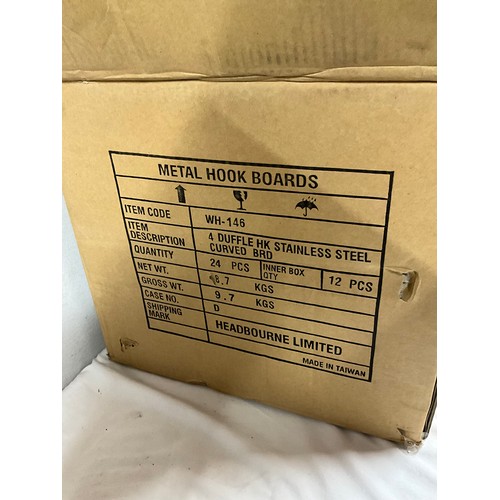 METAL HOOK BOARDS
ITEM CODE WH-146
ITEM DESCRIPTION 4 DUFFLE HK STAINLESS STEEL CURVED BRD
QUANTITY 24 PCS INNER BOX QTY 12 PCS
NET WT. .7 KGS
GROSS WT. 9.7 KGS
CASE NO. D
SHIPPING MARK HEADBOURNE LIMITED
MADE IN TAIWAN